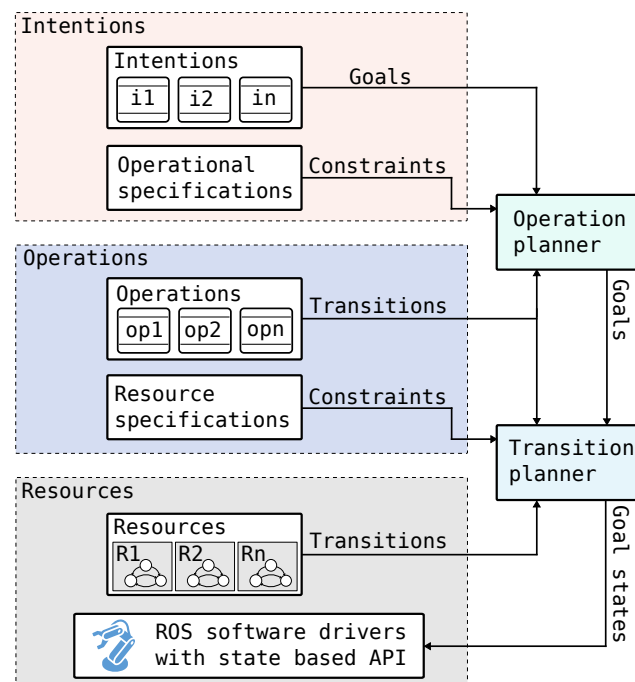 Intentions
Intentions
i1 i2 in
Goals
Operational
specifications
Constraints
Operation
planner
Operations
Operations
op1 op2 opn
Transitions
Goals
Resource
specifications
Constraints
Transition
planner
Resources
Resources
R1 R2 Rn
Transitions
Goal states
ROS software drivers
with state based API